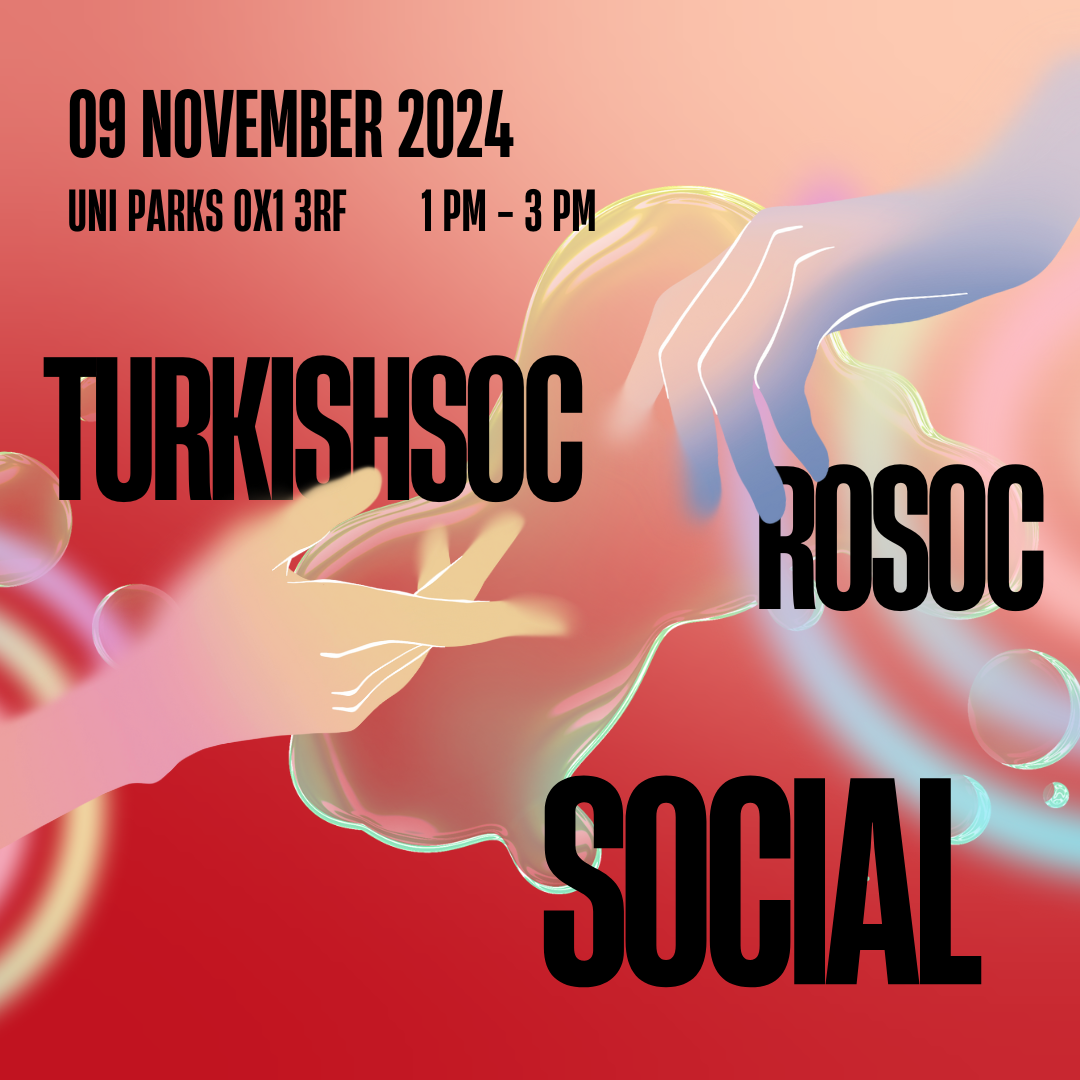 09 NOVEMBER 2024
UNI PARKS OX1 3RF 1 PM – 3 PM
TURKISHSOC
ROSOC
SOCIAL